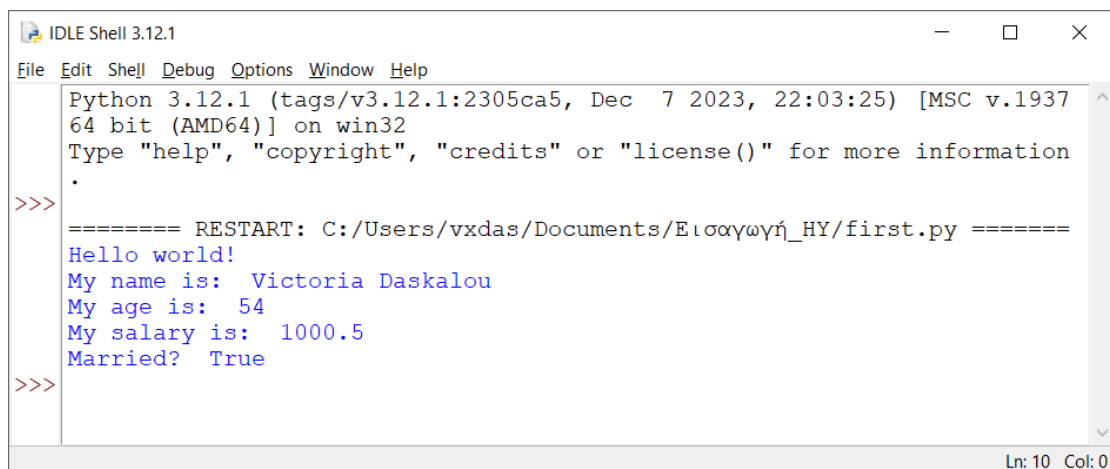 IDLE Shell 3.12.1
File Edit Shell Debug Options Window Help
Python 3.12.1 (tags/v3.12.1:2305ca5, Dec  7 2023, 22:03:25) [MSC v.1937
64 bit (AMD64)] on win32
Type "help", "copyright", "credits" or "license()" for more information
.
>>>
======== RESTART: C:/Users/vxdas/Documents/Εισαγωγή_ΗΥ/first.py =======
Hello world!
My name is:  Victoria Daskalou
My age is:  54
My salary is:  1000.5
Married?  True
>>>
Ln: 10 Col: 0